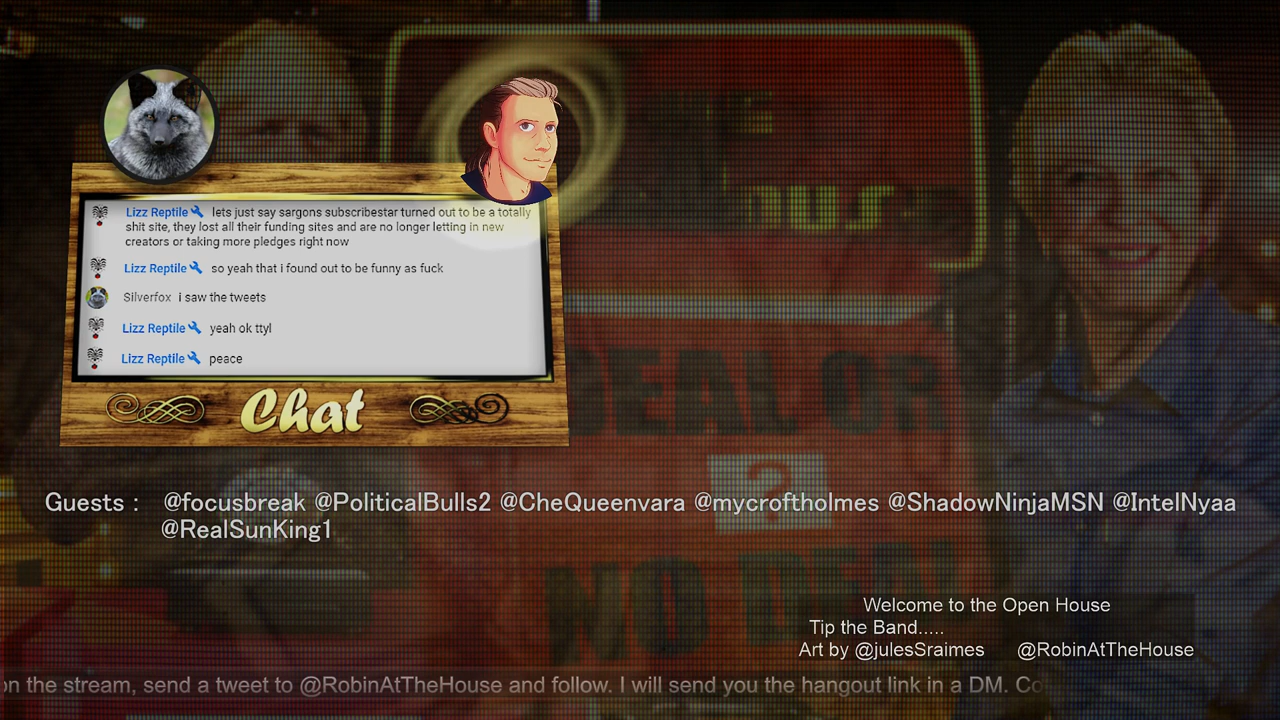 Lizz Reptile lets just say sargons subscribestar turned out to be a totally
shit site, they lost all their funding sites and are no longer letting in new
creators or taking more pledges right now
Lizz Reptile so yeah that i found out to be funny as fuck
Silverfox i saw the tweets
Lizz Reptile yeah ok ttyl
Lizz Reptile peace
Chat
DEAL OR
?
NO DEAL
Guests : @focusbreak @PoliticalBulls2 @CheQueenvara @mycroftholmes @ShadowNinjaMSN @IntelNyaa
@RealSunKing1
Welcome to the Open House
Tip the Band.....
Art by @julesSraimes @RobinAtTheHouse
on the stream, send a tweet to @RobinAtTheHouse and follow. I will send you the hangout link in a DM. Co